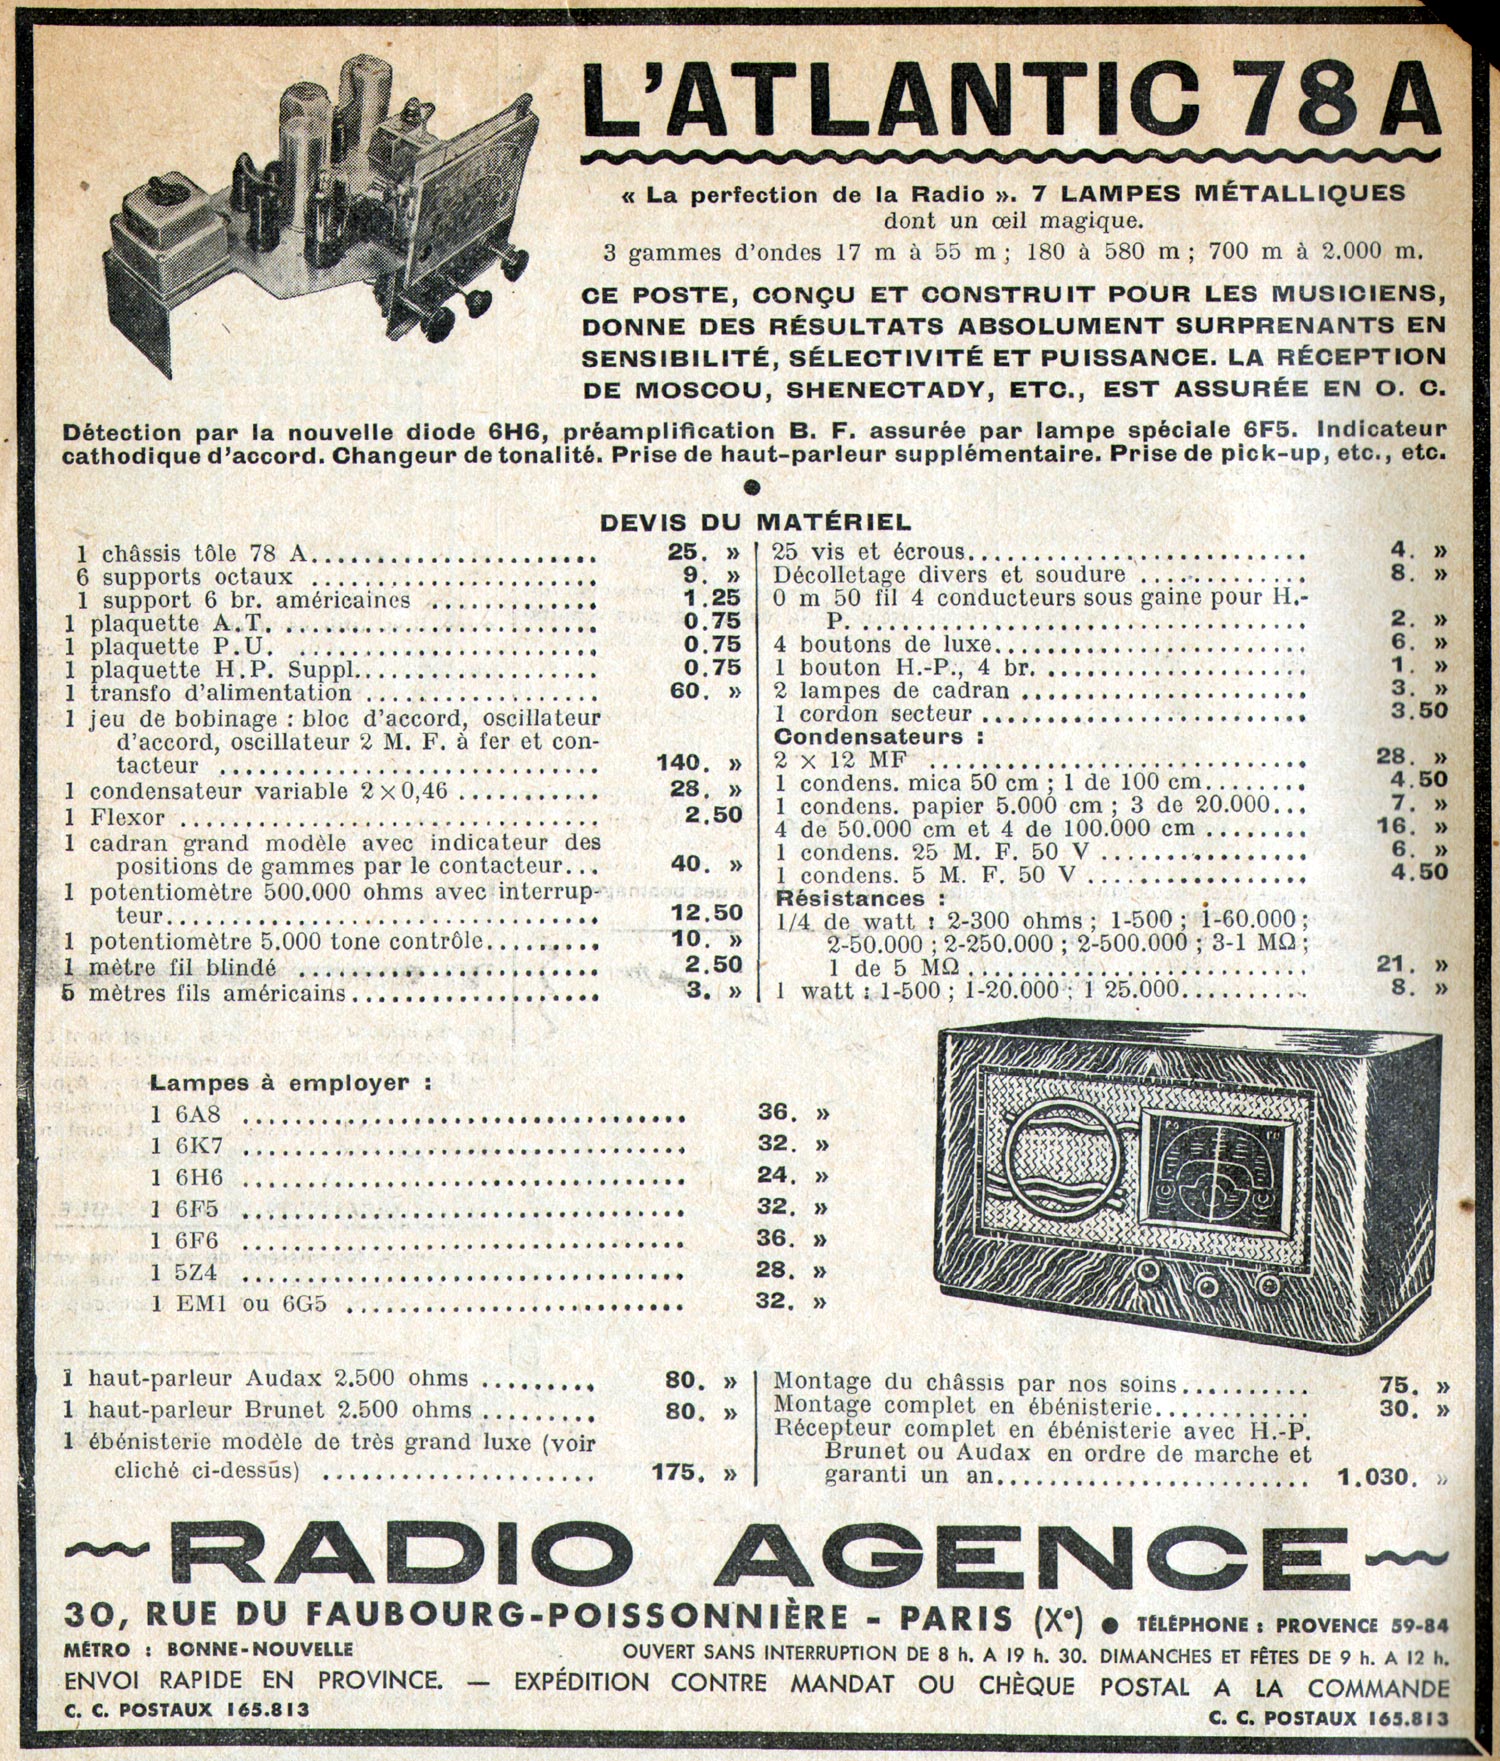 L'ATLANTIC 78 A
« La perfection de la Radio ». 7 LAMPES MÉTALLIQUES
dont un œil magique.
3 gammes d'ondes 17 m à 55 m ; 180 à 580 m ; 700 m à 2.000 m.
CE POSTE, CONÇU ET CONSTRUIT POUR LES MUSICIENS,
DONNE DES RÉSULTATS ABSOLUMENT SURPRENANTS EN
SENSIBILITÉ, SÉLECTIVITÉ ET PUISSANCE. LA RÉCEPTION
DE MOSCOU, SHENECTADY, ETC., EST ASSURÉE EN O. C.
Détection par la nouvelle diode 6H6, préamplification B. F. assurée par lampe spéciale 6F5. Indicateur
cathodique d'accord. Changeur de tonalité. Prise de haut-parleur supplémentaire. Prise de pick-up, etc., etc.
DEVIS DU MATÉRIEL
1 châssis tôle 78 A........................ 25. »
6 supports octaux ........................ 9. »
1 support 6 br. américaines ............. 1.25
1 plaquette A.T. .......................... 0.75
1 plaquette P.U. ......................... 0.75
1 plaquette H.P. Suppl.................... 0.75
1 transfo d'alimentation .................. 60. »
1 jeu de bobinage : bloc d'accord, oscillateur
d'accord, oscillateur 2 M. F. à fer et con-
tacteur ............................. 140. »
1 condensateur variable 2 × 0,46 ............ 28. »
1 Flexor ................................ 2.50
1 cadran grand modèle avec indicateur des
positions de gammes par le contacteur... 40. »
1 potentiomètre 500.000 ohms avec interrup-
teur.................................. 12.50
1 potentiomètre 5.000 tone contrôle......... 10. »
1 mètre fil blindé ........................ 2.50
5 mètres fils américains................... 3. »
25 vis et écrous........................... 4. »
Décolletage divers et soudure ............. 8. »
0 m 50 fil 4 conducteurs sous gaine pour H.-
P. ................................... 2. »
4 boutons de luxe......................... 6. »
1 bouton H.-P., 4 br. ..................... 1. »
2 lampes de cadran ....................... 3. »
1 cordon secteur .......................... 3.50
Condensateurs :
2 × 12 MF .............................. 28. »
1 condens. mica 50 cm ; 1 de 100 cm........ 4.50
1 condens. papier 5.000 cm ; 3 de 20.000... 7. »
4 de 50.000 cm et 4 de 100.000 cm ........ 16. »
1 condens. 25 M. F. 50 V ................ 6. »
1 condens. 5 M. F. 50 V ................. 4.50
Résistances :
1/4 de watt : 2-300 ohms ; 1-500 ; 1-60.000 ;
2-50.000 ; 2-250.000 ; 2-500.000 ; 3-1 MΩ ;
1 de 5 MΩ............................ 21. »
1 watt : 1-500 ; 1-20.000 ; 1 25.000.......... 8. »
Lampes à employer :
1 6A8 ...................................... 36. »
1 6K7 ...................................... 32. »
1 6H6 ...................................... 24. »
1 6F5 ...................................... 32. »
1 6F6 ...................................... 36. »
1 5Z4 ...................................... 28. »
1 EM1 ou 6G5 ............................. 32. »
1 haut-parleur Audax 2.500 ohms .......... 80. »
1 haut-parleur Brunet 2.500 ohms .......... 80. »
1 ébénisterie modèle de très grand luxe (voir
cliché ci-dessus) ........................ 175. »
Montage du châssis par nos soins........... 75. »
Montage complet en ébénisterie............. 30. »
Récepteur complet en ébénisterie avec H.-P.
Brunet ou Audax en ordre de marche et
garanti un an.......................... 1.030. »
RADIO AGENCE
30, RUE DU FAUBOURG-POISSONNIÈRE - PARIS (Xe) ● TÉLÉPHONE : PROVENCE 59-84
MÉTRO : BONNE-NOUVELLE OUVERT SANS INTERRUPTION DE 8 h. A 19 h. 30. DIMANCHES ET FÊTES DE 9 h. A 12 h.
ENVOI RAPIDE EN PROVINCE. — EXPÉDITION CONTRE MANDAT OU CHÈQUE POSTAL A LA COMMANDE
C. C. POSTAUX 165.813 C. C. POSTAUX 165.813